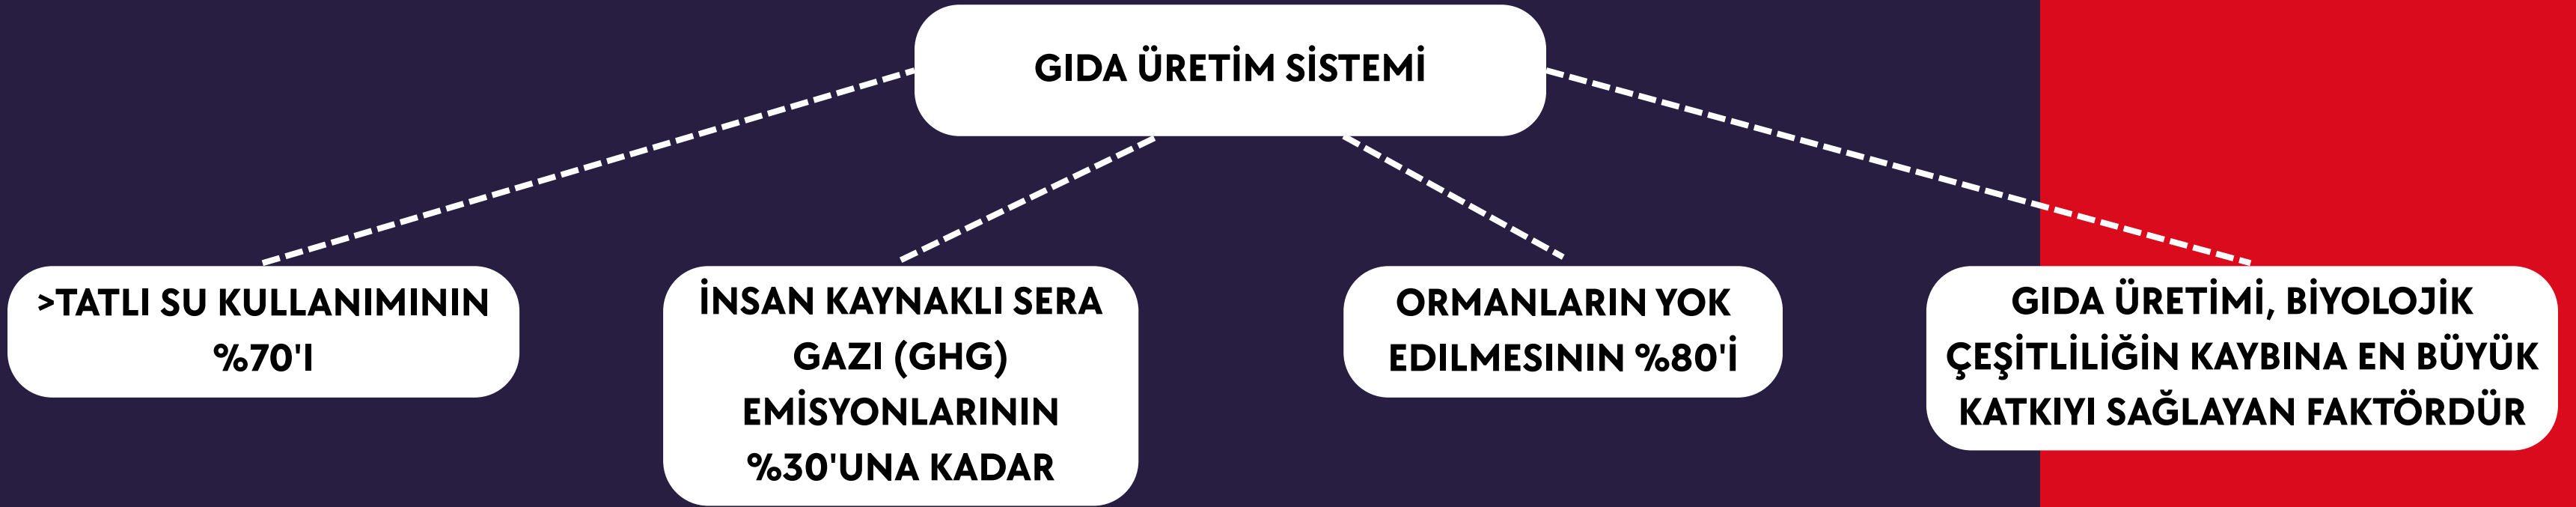 GIDA ÜRETİM SİSTEMİ
>TATLI SU KULLANIMININ
%70'I
İNSAN KAYNAKLI SERA
GAZI (GHG)
EMİSYONLARININ
%30'UNA KADAR
ORMANLARIN YOK
EDILMESININ %80'İ
GIDA ÜRETİMİ, BİYOLOJİK
ÇEŞİTLİLİĞİN KAYBINA EN BÜYÜK
KATKIYI SAĞLAYAN FAKTÖRDÜR